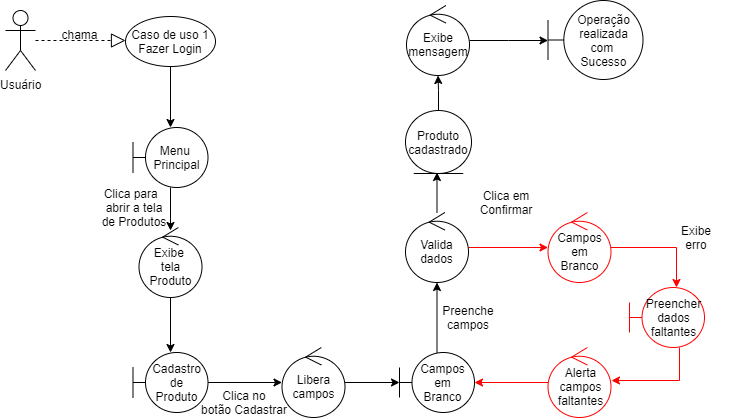 chama
Usuário
Caso de uso 1
Fazer Login
Menu
Principal
Clica para
abrir a tela
de Produtos
Exibe
tela
Produto
Cadastro
de
Produto
Clica no
botão Cadastrar
Libera
campos
Campos
em
Branco
Preenche
campos
Valida
dados
Clica em
Confirmar
Campos
em
Branco
Exibe
erro
Preencher
dados
faltantes
Alerta
campos
faltantes
Produto
cadastrado
Exibe
mensagem
Operação
realizada
com
Sucesso